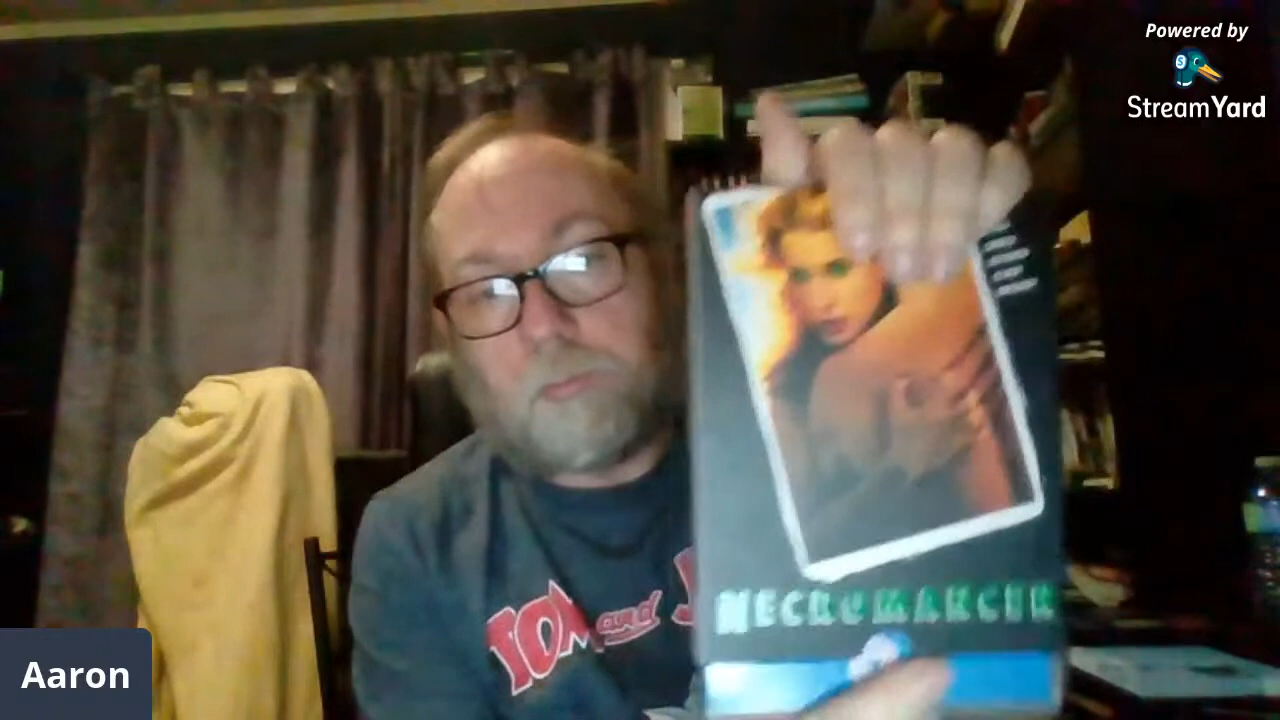 Powered by
StreamYard
TOM and J
NECROMANCER
Aaron